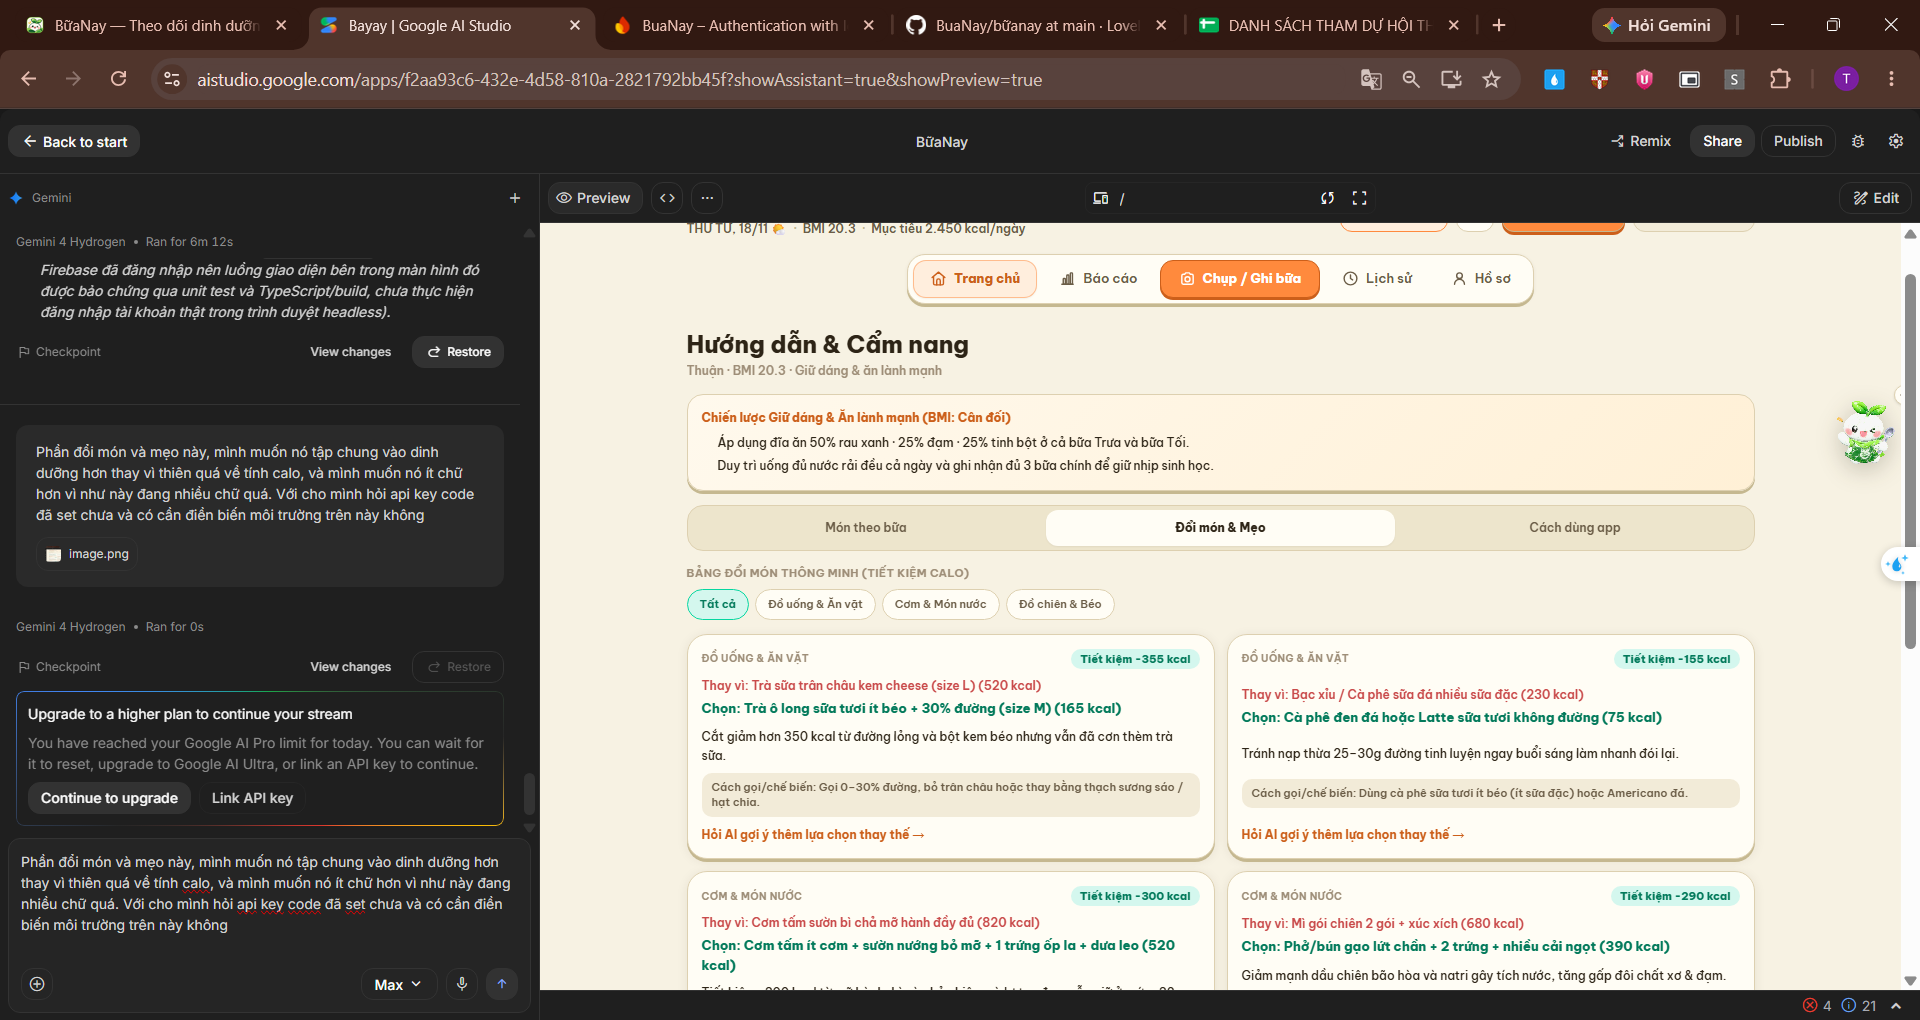 BữaNay — Theo dõi dinh dưỡn
Bayay | Google AI Studio
BuaNay – Authentication with
BuaNay/bữanay at main · Love
DANH SÁCH THAM DỰ HỘI TH
Hỏi Gemini
aistudio.google.com/apps/f2aa93c6-432e-4d58-810a-2821792bb45f?showAssistant=true&showPreview=true
U
S
T
Back to start
BữaNay
Remix
Share
Publish
Gemini
Preview
/
Edit
Gemini 4 Hydrogen • Ran for 6m 12s
Firebase đã đăng nhập nên luồng giao diện bên trong màn hình đó
được bảo chứng qua unit test và TypeScript/build, chưa thực hiện
đăng nhập tài khoản thật trong trình duyệt headless).
Checkpoint
View changes
Restore
Phần đổi món và mẹo này, mình muốn nó tập chung vào dinh
dưỡng hơn thay vì thiên quá về tính calo, và mình muốn nó ít chữ
hơn vì như này đang nhiều chữ quá. Với cho mình hỏi api key code
đã set chưa và có cần điền biến môi trường trên này không
image.png
Gemini 4 Hydrogen • Ran for 0s
Checkpoint
View changes
Restore
Upgrade to a higher plan to continue your stream
You have reached your Google AI Pro limit for today. You can wait for
it to reset, upgrade to Google AI Ultra, or link an API key to continue.
Continue to upgrade
Link API key
Phần đổi món và mẹo này, mình muốn nó tập chung vào dinh dưỡng hơn
thay vì thiên quá về tính calo, và mình muốn nó ít chữ hơn vì như này đang
nhiều chữ quá. Với cho mình hỏi api key code đã set chưa và có cần điền
biến môi trường trên này không
Max
THỨ TƯ, 18/11 · BMI 20.3 · Mục tiêu 2.450 kcal/ngày
Trang chủ
Báo cáo
Chụp / Ghi bữa
Lịch sử
Hồ sơ
Hướng dẫn & Cẩm nang
Thuận · BMI 20.3 · Giữ dáng & ăn lành mạnh
Chiến lược Giữ dáng & Ăn lành mạnh (BMI: Cân đối)
Áp dụng đĩa ăn 50% rau xanh · 25% đạm · 25% tinh bột ở cả bữa Trưa và bữa Tối.
Duy trì uống đủ nước rải đều cả ngày và ghi nhận đủ 3 bữa chính để giữ nhịp sinh học.
Món theo bữa
Đổi món & Mẹo
Cách dùng app
BẢNG ĐỔI MÓN THÔNG MINH (TIẾT KIỆM CALO)
Tất cả
Đồ uống & Ăn vặt
Cơm & Món nước
Đồ chiên & Béo
ĐỒ UỐNG & ĂN VẶT
Tiết kiệm -355 kcal
Thay vì: Trà sữa trân châu kem cheese (size L) (520 kcal)
Chọn: Trà ô long sữa tươi ít béo + 30% đường (size M) (165 kcal)
Cắt giảm hơn 350 kcal từ đường lỏng và bột kem béo nhưng vẫn đã cơn thèm trà
sữa.
Cách gọi/chế biến: Gọi 0–30% đường, bỏ trân châu hoặc thay bằng thạch sương sáo /
hạt chia.
Hỏi AI gợi ý thêm lựa chọn thay thế →
ĐỒ UỐNG & ĂN VẶT
Tiết kiệm -155 kcal
Thay vì: Bạc xỉu / Cà phê sữa đá nhiều sữa đặc (230 kcal)
Chọn: Cà phê đen đá hoặc Latte sữa tươi không đường (75 kcal)
Tránh nạp thừa 25–30g đường tinh luyện ngay buổi sáng làm nhanh đói lại.
Cách gọi/chế biến: Dùng cà phê sữa tươi ít béo (ít sữa đặc) hoặc Americano đá.
Hỏi AI gợi ý thêm lựa chọn thay thế →
CƠM & MÓN NƯỚC
Tiết kiệm -300 kcal
Thay vì: Cơm tấm sườn bì chả mỡ hành đầy đủ (820 kcal)
Chọn: Cơm tấm ít cơm + sườn nướng bỏ mỡ + 1 trứng ốp la + dưa leo (520
kcal)
CƠM & MÓN NƯỚC
Tiết kiệm -290 kcal
Thay vì: Mì gói chiên 2 gói + xúc xích (680 kcal)
Chọn: Phở/bún gạo lứt chần + 2 trứng + nhiều cải ngọt (390 kcal)
Giảm mạnh dầu chiên bão hòa và natri gây tích nước, tăng gấp đôi chất xơ & đạm.
4
21